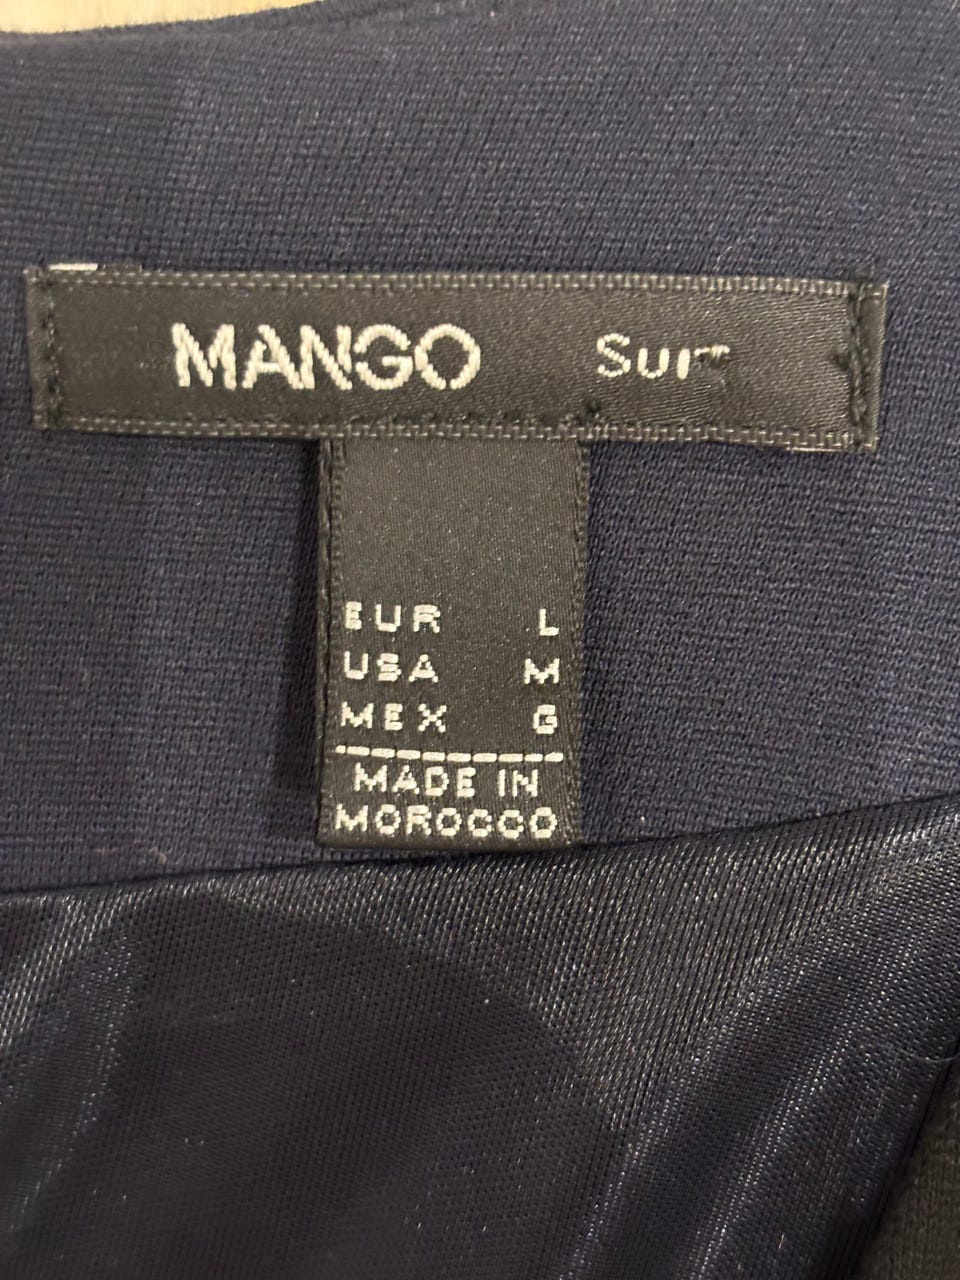 MANGO Suit
EUR L
USA M
MEX G
MADE IN
MOROCCO